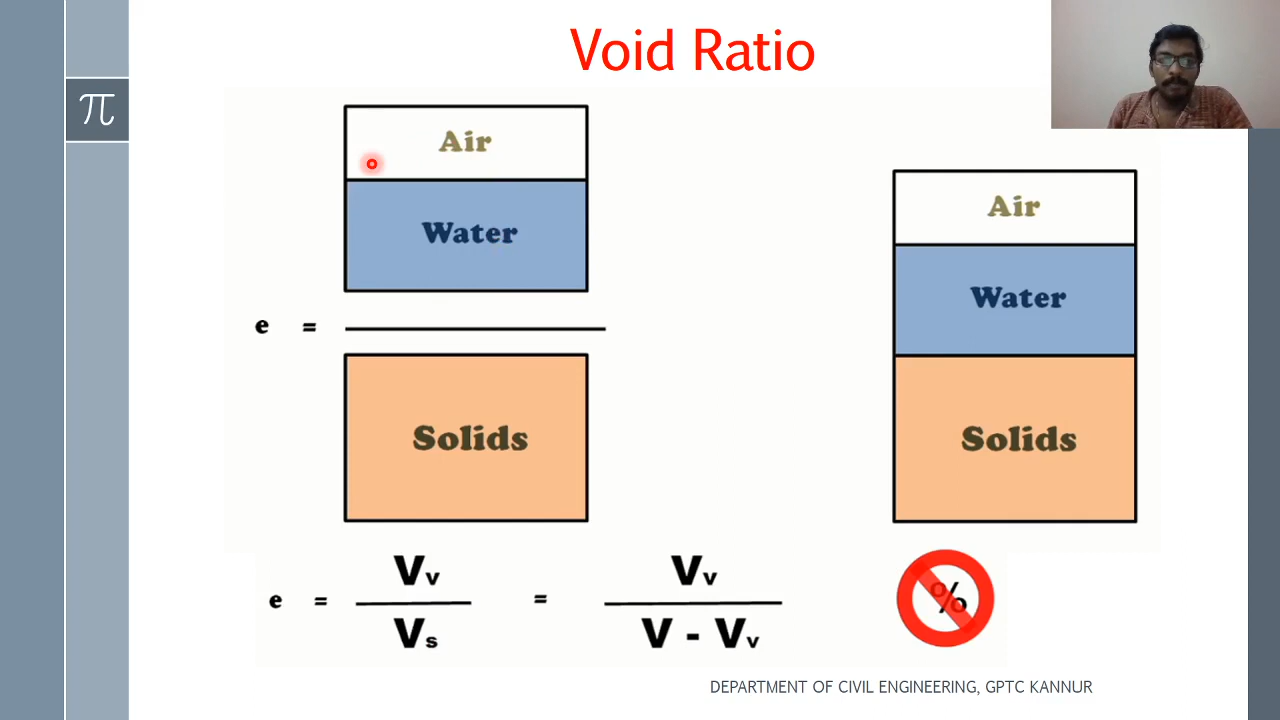 Void Ratio
π
Air
Water
e =
Solids
Air
Water
Solids
e = Vv / Vs = Vv / V - Vv
%
DEPARTMENT OF CIVIL ENGINEERING, GPTC KANNUR